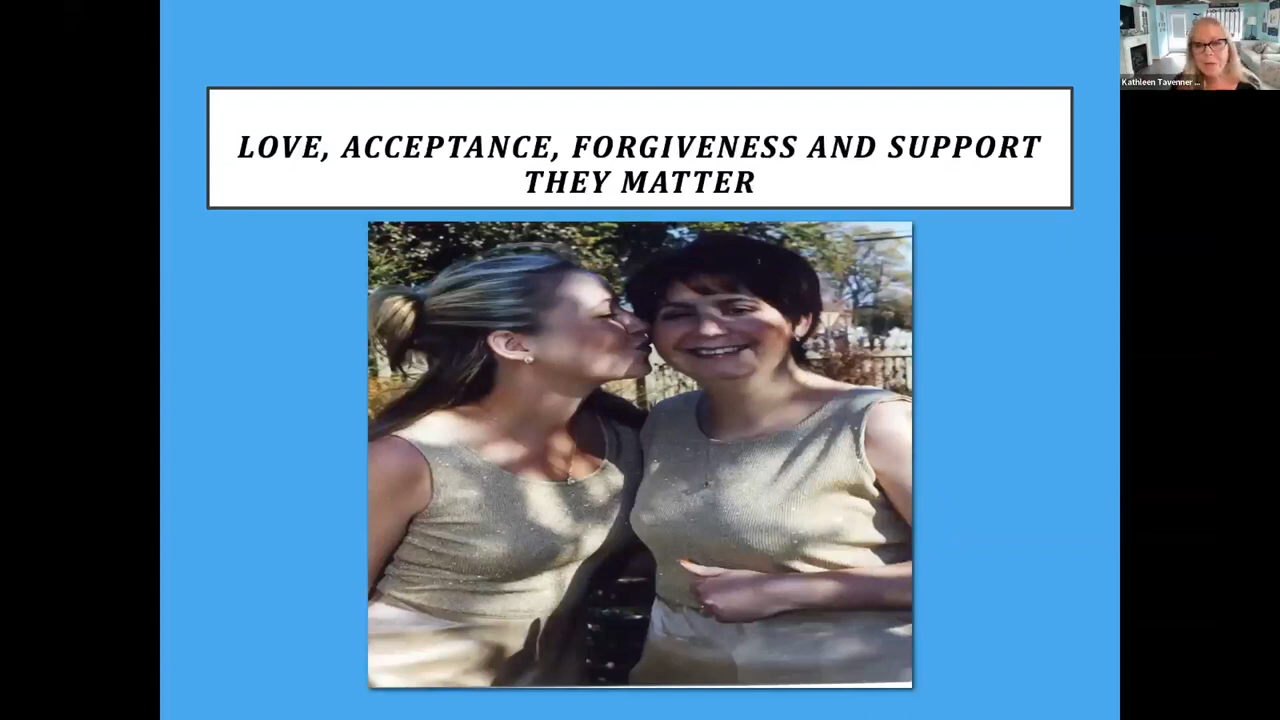 LOVE, ACCEPTANCE, FORGIVENESS AND SUPPORT
THEY MATTER
Kathleen Tavenner ...